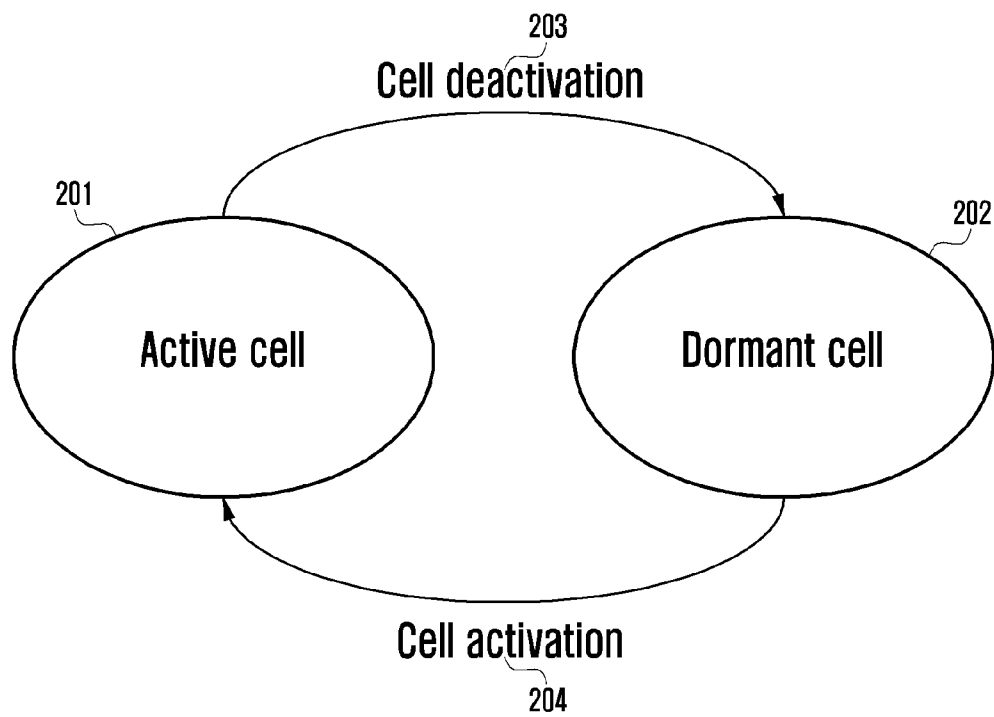 203
Cell deactivation
201
202
Active cell
Dormant cell
Cell activation
204